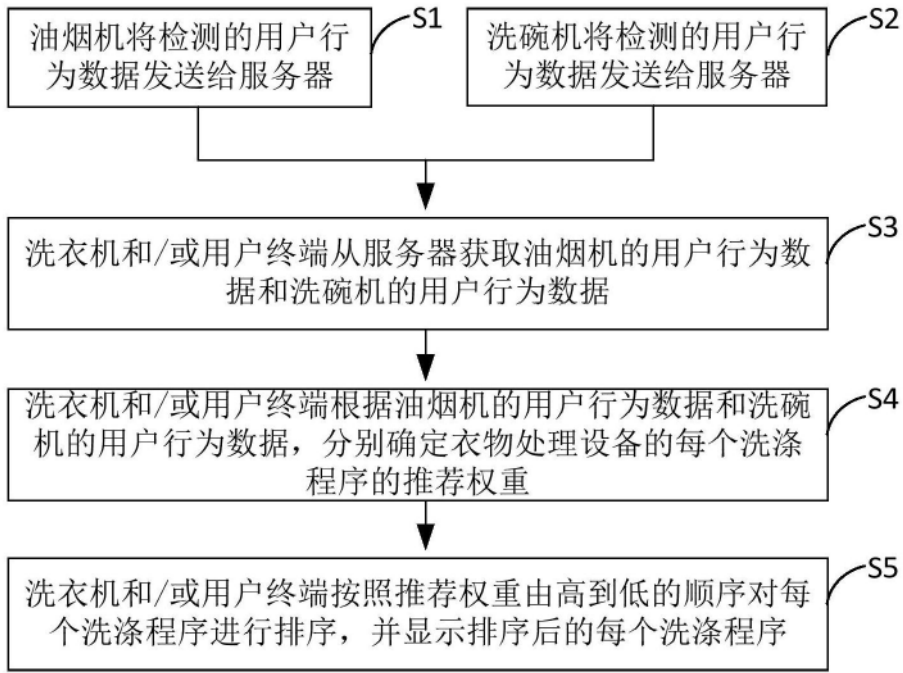 油烟机将检测的用户行
为数据发送给服务器
S1
洗碗机将检测的用户行
为数据发送给服务器
S2
洗衣机和/或用户终端从服务器获取油烟机的用户行为数
据和洗碗机的用户行为数据
S3
洗衣机和/或用户终端根据油烟机的用户行为数据和洗碗
机的用户行为数据，分别确定衣物处理设备的每个洗涤
程序的推荐权重
S4
洗衣机和/或用户终端按照推荐权重由高到低的顺序对每
个洗涤程序进行排序，并显示排序后的每个洗涤程序
S5